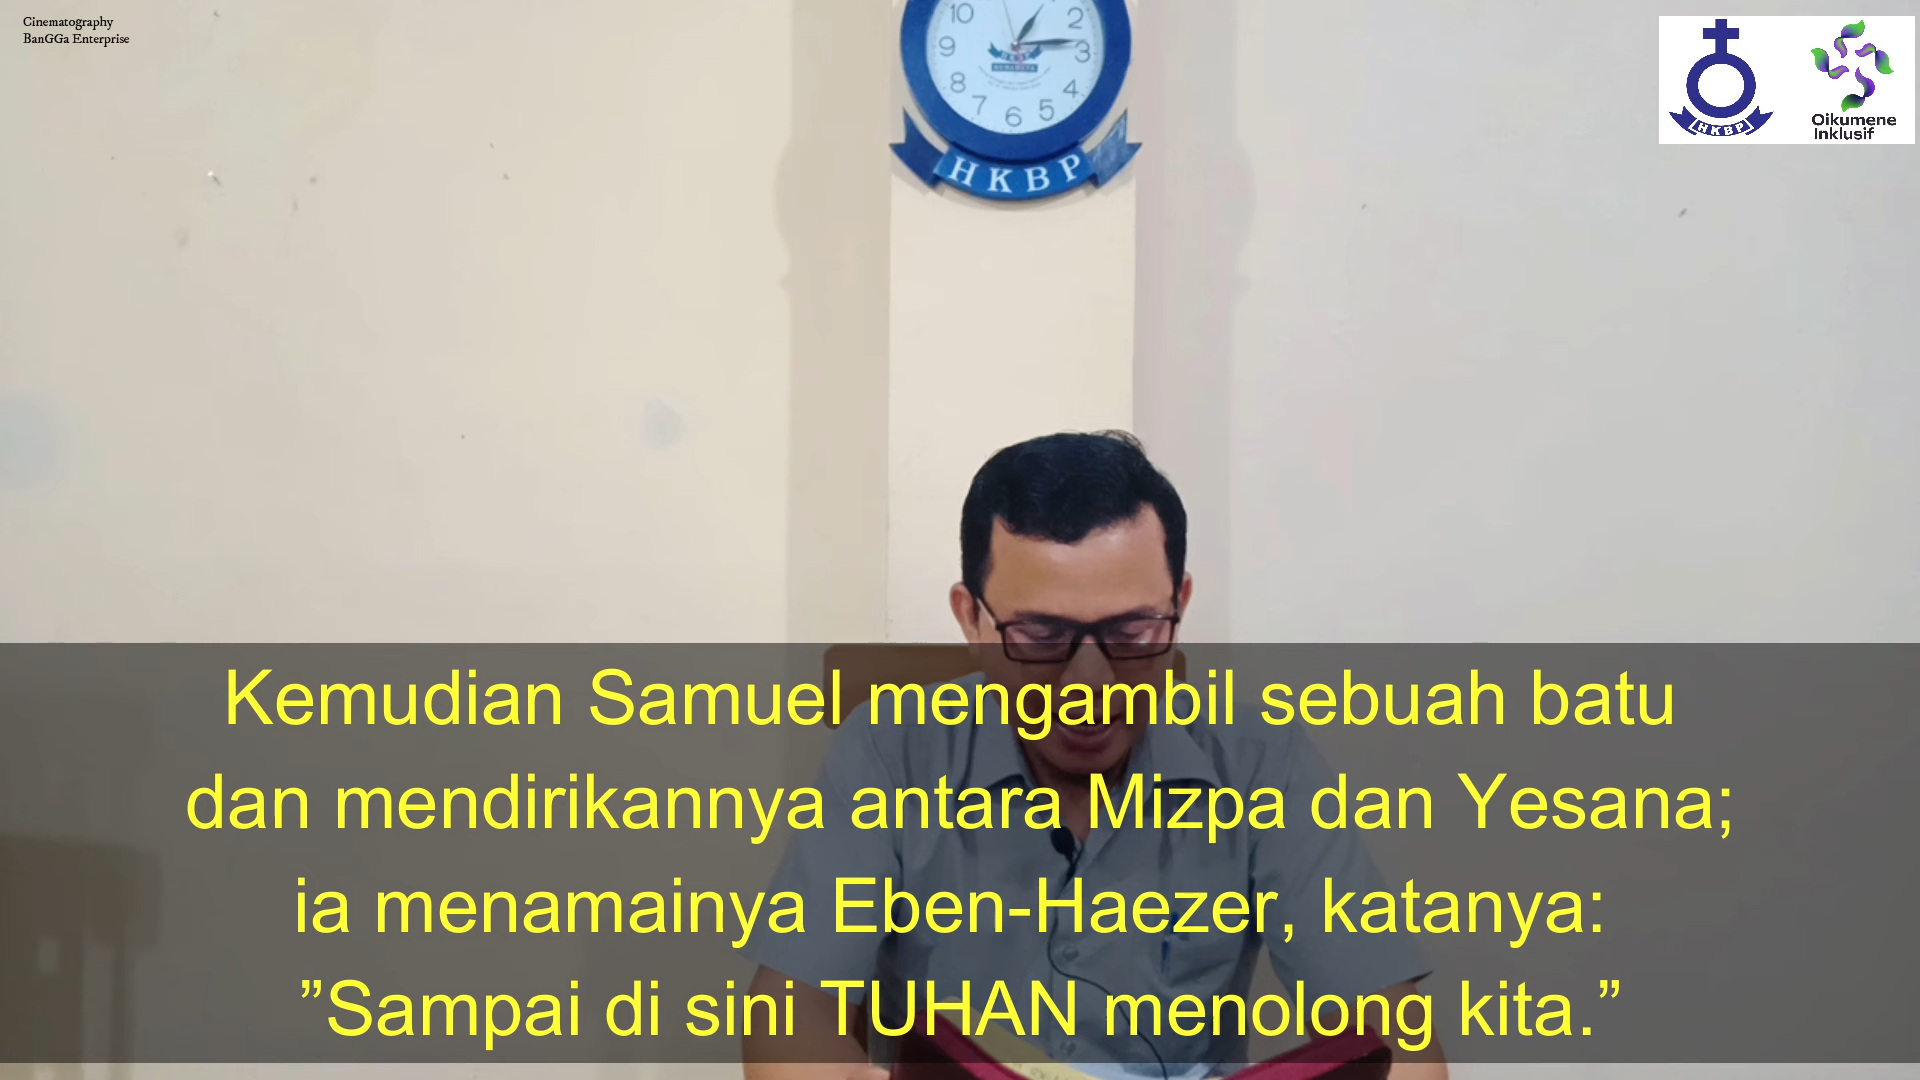 Cinematography
BanGGa Enterprise
10
2
9
3
8
4
7
6
5
HKBP
HKBP
Oikumene
Inklusif
Kemudian Samuel mengambil sebuah batu
dan mendirikannya antara Mizpa dan Yesana;
ia menamainya Eben-Haezer, katanya:
”Sampai di sini TUHAN menolong kita.”